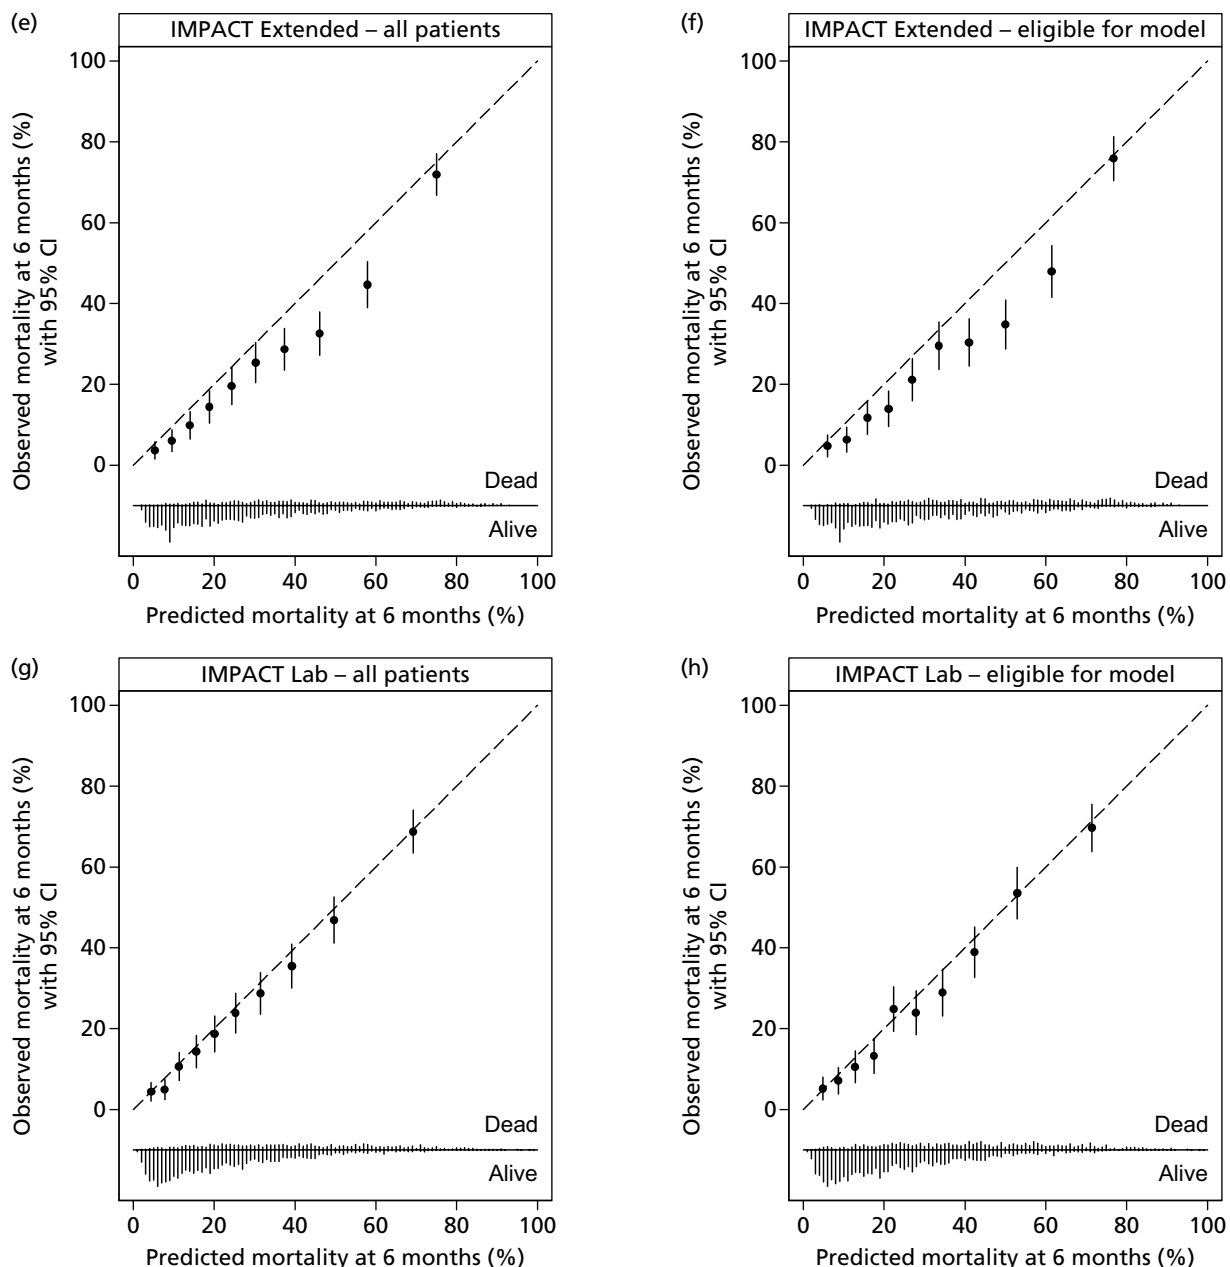 (e)
IMPACT Extended – all patients
100
80
60
40
20
0
Observed mortality at 6 months (%)
with 95% CI
Dead
Alive
0 20 40 60 80 100
Predicted mortality at 6 months (%)
(f)
IMPACT Extended – eligible for model
100
80
60
40
20
0
Observed mortality at 6 months (%)
with 95% CI
Dead
Alive
0 20 40 60 80 100
Predicted mortality at 6 months (%)
(g)
IMPACT Lab – all patients
100
80
60
40
20
0
Observed mortality at 6 months (%)
with 95% CI
Dead
Alive
0 20 40 60 80 100
Predicted mortality at 6 months (%)
(h)
IMPACT Lab – eligible for model
100
80
60
40
20
0
Observed mortality at 6 months (%)
with 95% CI
Dead
Alive
0 20 40 60 80 100
Predicted mortality at 6 months (%)